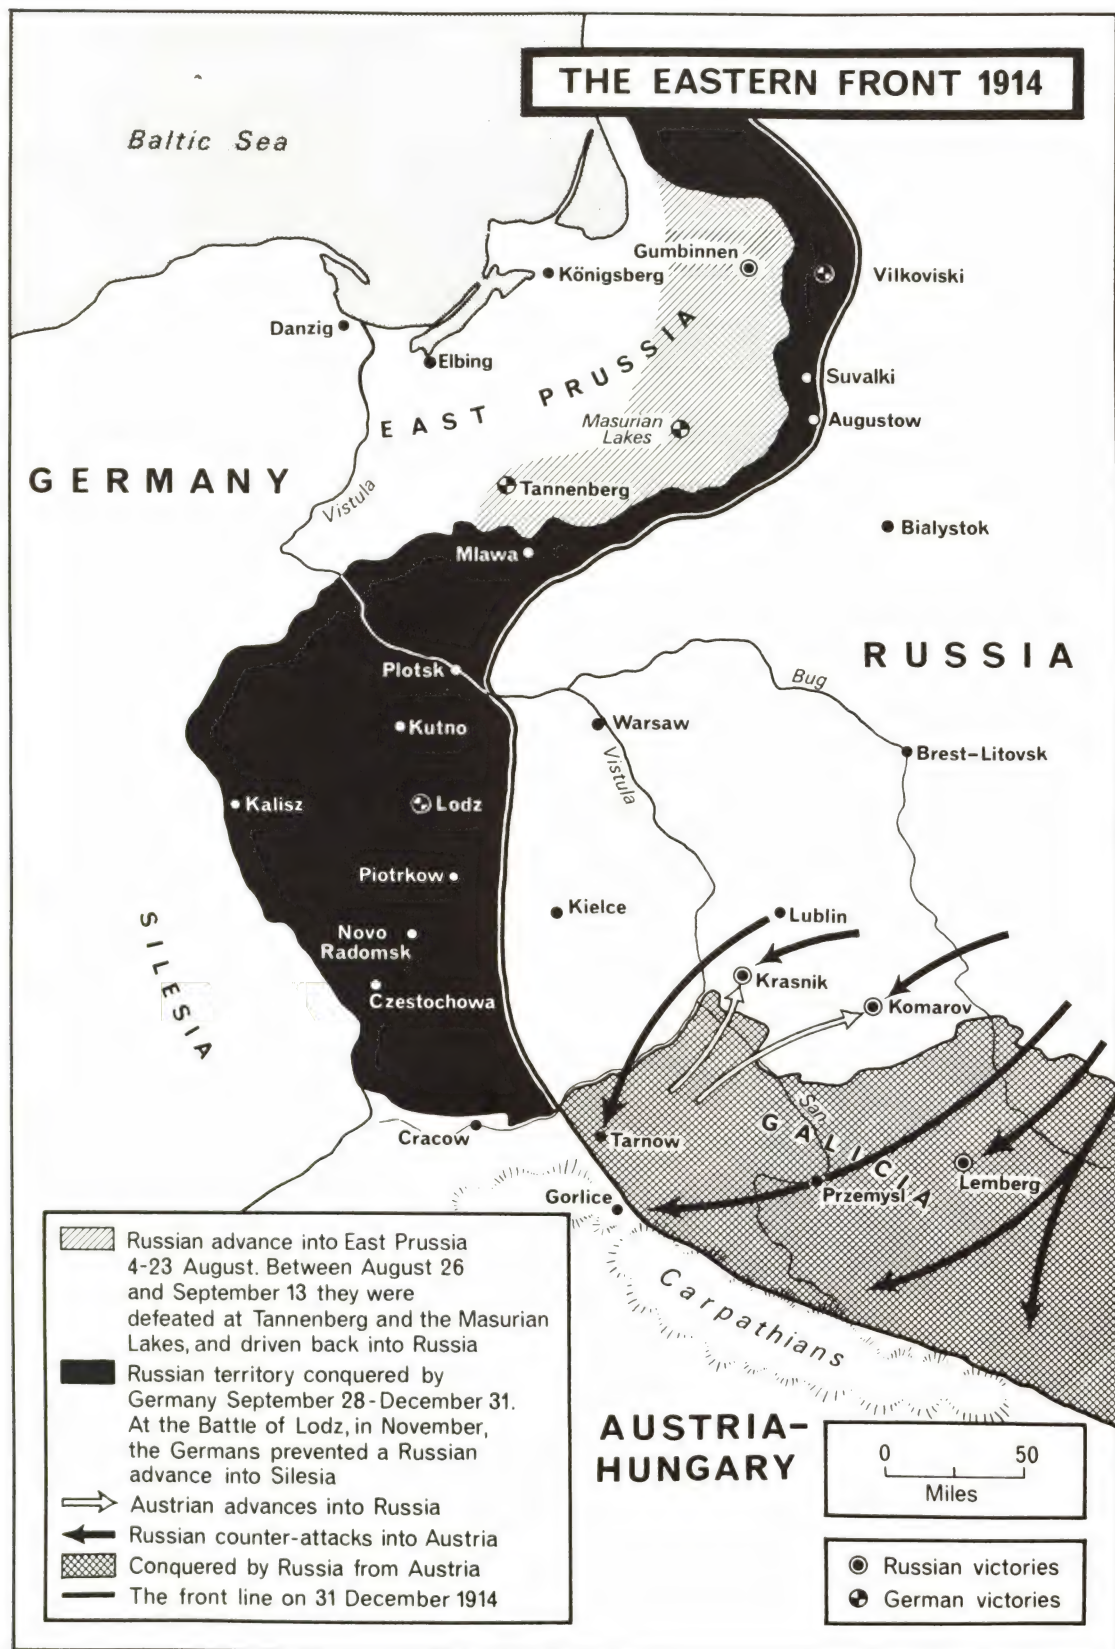 THE EASTERN FRONT 1914
Baltic Sea
Gumbinnen
Königsberg
Vilkoviski
Danzig
Elbing
EAST PRUSSIA
Suvalki
Masurian
Lakes
Augustow
GERMANY
Tannenberg
Vistula
Bialystok
Mlawa
RUSSIA
Plotsk
Bug
Kutno
Warsaw
Brest-Litovsk
Vistula
Kalisz
Lodz
Piotrkow
SILESIA
Kielce
Lublin
Novo
Radomsk
Krasnik
Czestochowa
Komarov
San
GALICIA
Cracow
Tarnow
Lemberg
Przemysl
Gorlice
Carpathians
AUSTRIA-
HUNGARY
Russian advance into East Prussia
4-23 August. Between August 26
and September 13 they were
defeated at Tannenberg and the Masurian
Lakes, and driven back into Russia
Russian territory conquered by
Germany September 28-December 31.
At the Battle of Lodz, in November,
the Germans prevented a Russian
advance into Silesia
Austrian advances into Russia
Russian counter-attacks into Austria
Conquered by Russia from Austria
The front line on 31 December 1914
0 50
Miles
Russian victories
German victories